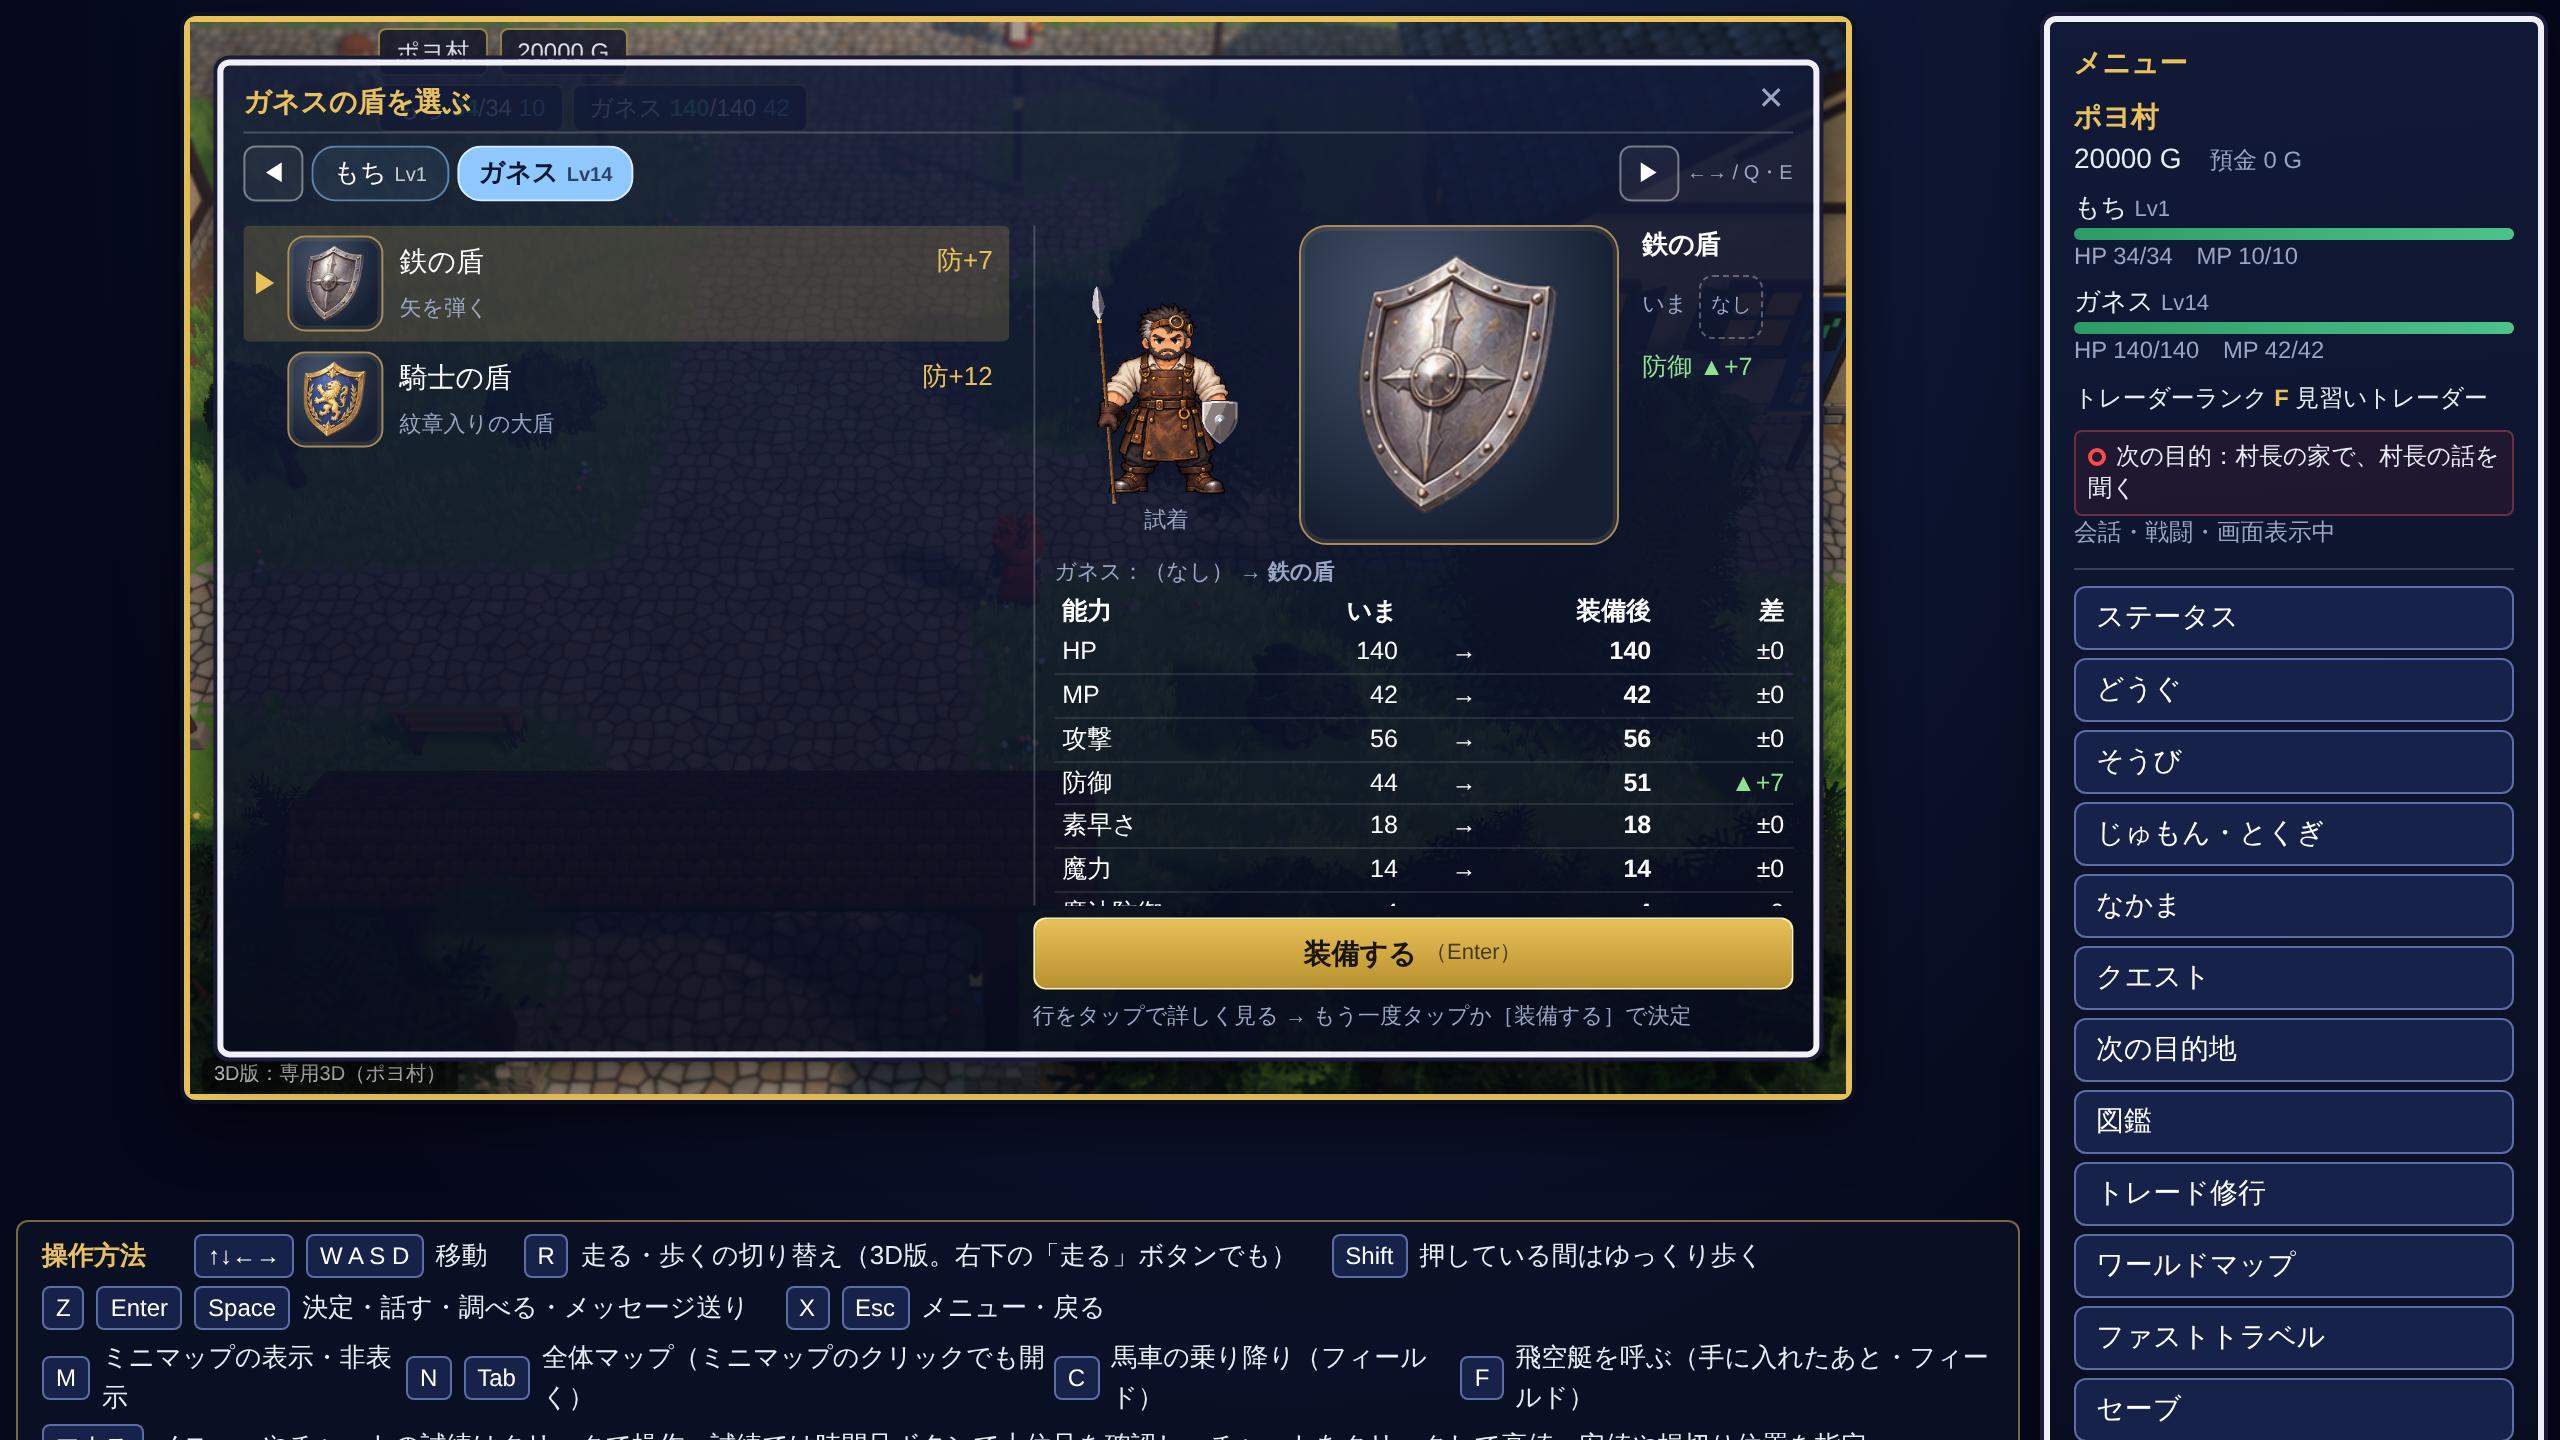 ポヨ村 20000 G
ガネスの盾を選ぶ /34 10 ガネス 140/140 42 ×
◀ もち Lv1 ガネス Lv14 ▶ ←→ / Q・E
▶ 鉄の盾 防+7
矢を弾く
騎士の盾 防+12
紋章入りの大盾
試着
鉄の盾
いま なし
防御 ▲+7
ガネス：（なし） → 鉄の盾
能力 いま 装備後 差
HP 140 → 140 ±0
MP 42 → 42 ±0
攻撃 56 → 56 ±0
防御 44 → 51 ▲+7
素早さ 18 → 18 ±0
魔力 14 → 14 ±0
装備する （Enter）
行をタップで詳しく見る → もう一度タップか［装備する］で決定
3D版：専用3D（ポヨ村）
メニュー
ポヨ村
20000 G 預金 0 G
もち Lv1
HP 34/34 MP 10/10
ガネス Lv14
HP 140/140 MP 42/42
トレーダーランク F 見習いトレーダー
次の目的：村長の家で、村長の話を
聞く
会話・戦闘・画面表示中
ステータス
どうぐ
そうび
じゅもん・とくぎ
なかま
クエスト
次の目的地
図鑑
トレード修行
ワールドマップ
ファストトラベル
セーブ
操作方法 ↑↓←→ W A S D 移動 R 走る・歩くの切り替え（3D版。右下の「走る」ボタンでも） Shift 押している間はゆっくり歩く
Z Enter Space 決定・話す・調べる・メッセージ送り X Esc メニュー・戻る
M ミニマップの表示・非表示 N Tab 全体マップ（ミニマップのクリックでも開く） C 馬車の乗り降り（フィールド） F 飛空艇を呼ぶ（手に入れたあと・フィールド）